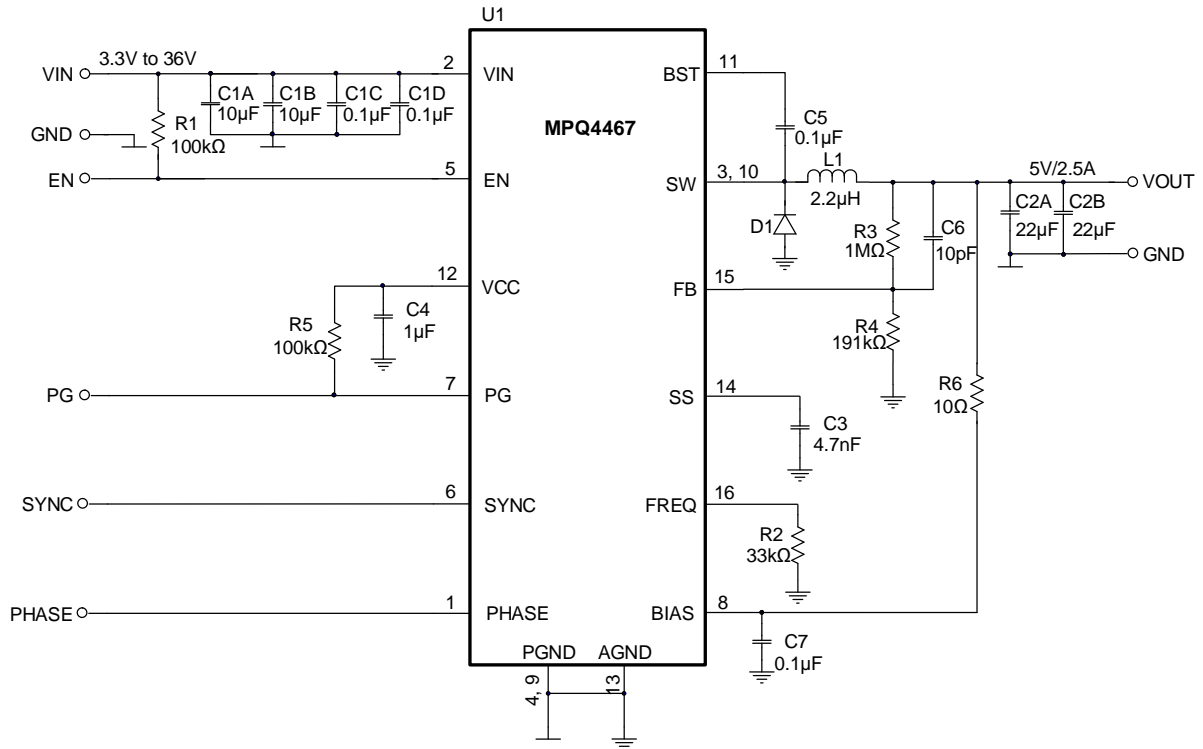 U1
MPQ4467
VIN
3.3V to 36V
2
VIN
C1A
10µF
C1B
10µF
C1C
0.1µF
C1D
0.1µF
GND
R1
100kΩ
EN
5
EN
12
VCC
R5
100kΩ
C4
1µF
PG
7
PG
SYNC
6
SYNC
PHASE
1
PHASE
PGND
AGND
4, 9
13
BST
11
C5
0.1µF
SW
3, 10
L1
2.2µH
D1
R3
1MΩ
C6
10pF
5V/2.5A
VOUT
C2A
22µF
C2B
22µF
GND
FB
15
R4
191kΩ
R6
10Ω
SS
14
C3
4.7nF
FREQ
16
R2
33kΩ
BIAS
8
C7
0.1µF